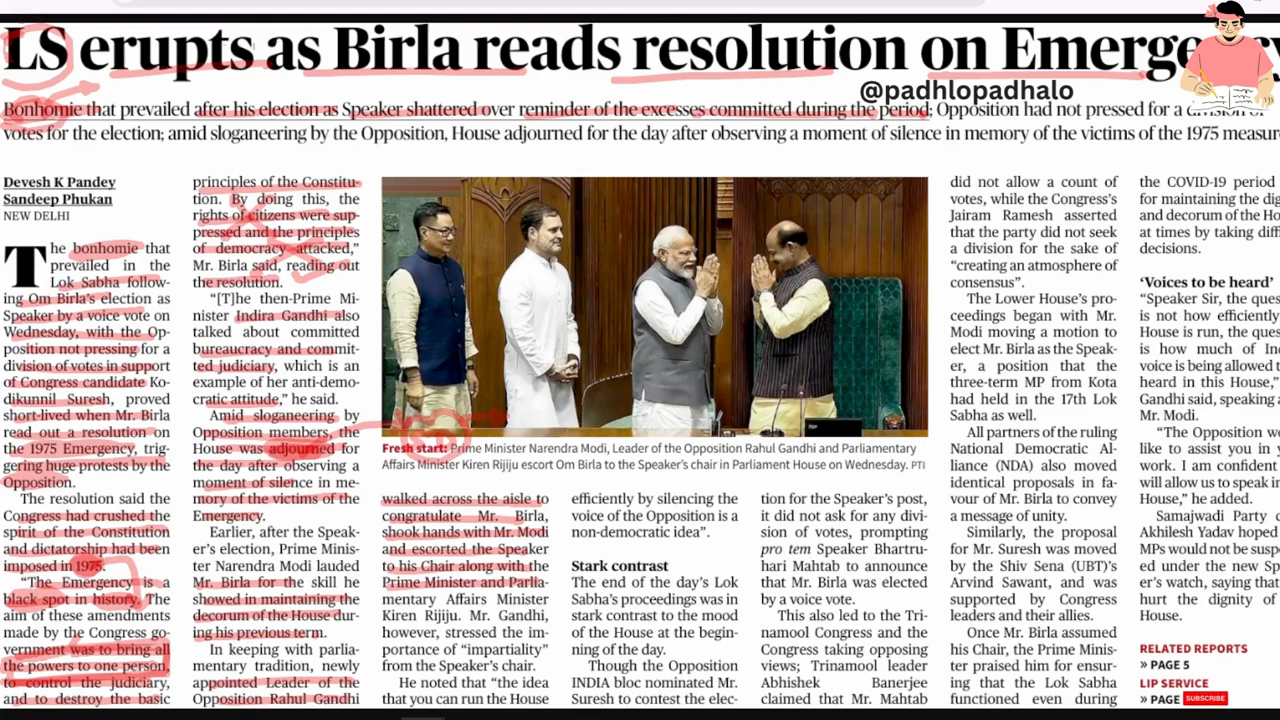 LS erupts as Birla reads resolution on Emergency
@padhlopadhalo
Bonhomie that prevailed after his election as Speaker shattered over reminder of the excesses committed during the period; Opposition had not pressed for a division of
votes for the election; amid sloganeering by the Opposition, House adjourned for the day after observing a moment of silence in memory of the victims of the 1975 measure
Devesh K Pandey
Sandeep Phukan
NEW DELHI
The bonhomie that
prevailed in the
Lok Sabha follow-
ing Om Birla's election as
Speaker by a voice vote on
Wednesday, with the Op-
position not pressing for a
division of votes in support
of Congress candidate Ko-
dikunnil Suresh, proved
short-lived when Mr. Birla
read out a resolution on
the 1975 Emergency, trig-
gering huge protests by the
Opposition.
The resolution said the
Congress had crushed the
spirit of the Constitution
and dictatorship had been
imposed in 1975.
"The Emergency is a
black spot in history. The
aim of these amendments
made by the Congress go-
vernment was to bring all
the powers to one person,
to control the judiciary,
and to destroy the basic
principles of the Constitu-
tion. By doing this, the
rights of citizens were sup-
pressed and the principles
of democracy attacked,"
Mr. Birla said, reading out
the resolution.
"[T]he then-Prime Mi-
nister Indira Gandhi also
talked about committed
bureaucracy and commit-
ted judiciary, which is an
example of her anti-demo-
cratic attitude," he said.
Amid sloganeering by
Opposition members, the
House was adjourned for
the day after observing a
moment of silence in me-
mory of the victims of the
Emergency.
Earlier, after the Speak-
er's election, Prime Minis-
ter Narendra Modi lauded
Mr. Birla for the skill he
showed in maintaining the
decorum of the House dur-
ing his previous term.
In keeping with parlia-
mentary tradition, newly
appointed Leader of the
Opposition Rahul Gandhi
Fresh start: Prime Minister Narendra Modi, Leader of the Opposition Rahul Gandhi and Parliamentary
Affairs Minister Kiren Rijiju escort Om Birla to the Speaker's chair in Parliament House on Wednesday. PTI
walked across the aisle to
congratulate Mr. Birla,
shook hands with Mr. Modi
and escorted the Speaker
to his Chair along with the
Prime Minister and Parlia-
mentary Affairs Minister
Kiren Rijiju. Mr. Gandhi,
however, stressed the im-
portance of "impartiality"
from the Speaker's chair.
He noted that "the idea
that you can run the House
efficiently by silencing the
voice of the Opposition is a
non-democratic idea".
Stark contrast
The end of the day's Lok
Sabha's proceedings was in
stark contrast to the mood
of the House at the begin-
ning of the day.
Though the Opposition
INDIA bloc nominated Mr.
Suresh to contest the elec-
tion for the Speaker's post,
it did not ask for any divi-
sion of votes, prompting
pro tem Speaker Bhartru-
hari Mahtab to announce
that Mr. Birla was elected
by a voice vote.
This also led to the Tri-
namool Congress and the
Congress taking opposing
views; Trinamool leader
Abhishek Banerjee
claimed that Mr. Mahtab
did not allow a count of
votes, while the Congress's
Jairam Ramesh asserted
that the party did not seek
a division for the sake of
"creating an atmosphere of
consensus".
The Lower House's pro-
ceedings began with Mr.
Modi moving a motion to
elect Mr. Birla as the Speak-
er, a position that the
three-term MP from Kota
had held in the 17th Lok
Sabha as well.
All partners of the ruling
National Democratic Al-
liance (NDA) also moved
identical proposals in fa-
vour of Mr. Birla to convey
a message of unity.
Similarly, the proposal
for Mr. Suresh was moved
by the Shiv Sena (UBT)'s
Arvind Sawant, and was
supported by Congress
leaders and their allies.
Once Mr. Birla assumed
his Chair, the Prime Minis-
ter praised him for ensur-
ing that the Lok Sabha
functioned even during
the COVID-19 period
for maintaining the dig
and decorum of the Ho
at times by taking diff
decisions.
'Voices to be heard'
"Speaker Sir, the ques
is not how efficiently
House is run, the ques
is how much of Ind
voice is being allowed t
heard in this House,"
Gandhi said, speaking a
Mr. Modi.
"The Opposition wo
like to assist you in y
work. I am confident
will allow us to speak in
House," he added.
Samajwadi Party c
Akhilesh Yadav hoped
MPs would not be susp
ed under the new Sp
er's watch, saying that
hurt the dignity of
House.
RELATED REPORTS
» PAGE 5
LIP SERVICE
» PAGE
SUBSCRIBE